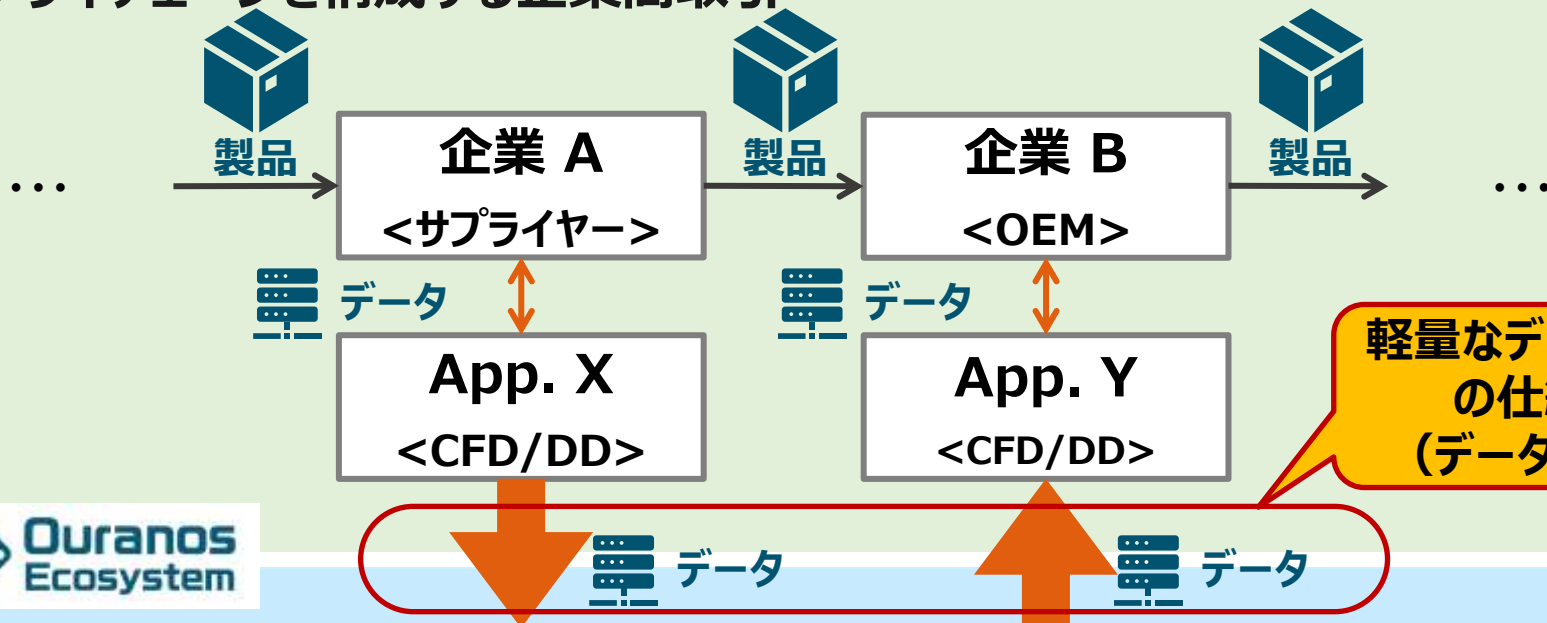 製品 製品 製品
企業 A 企業 B
… …
<サプライヤー> <OEM>
データ データ
App. X App. Y
<CFD/DD> <CFD/DD>
軽量なデ
の仕
(データ
Ouranos
Ecosystem
データ データ